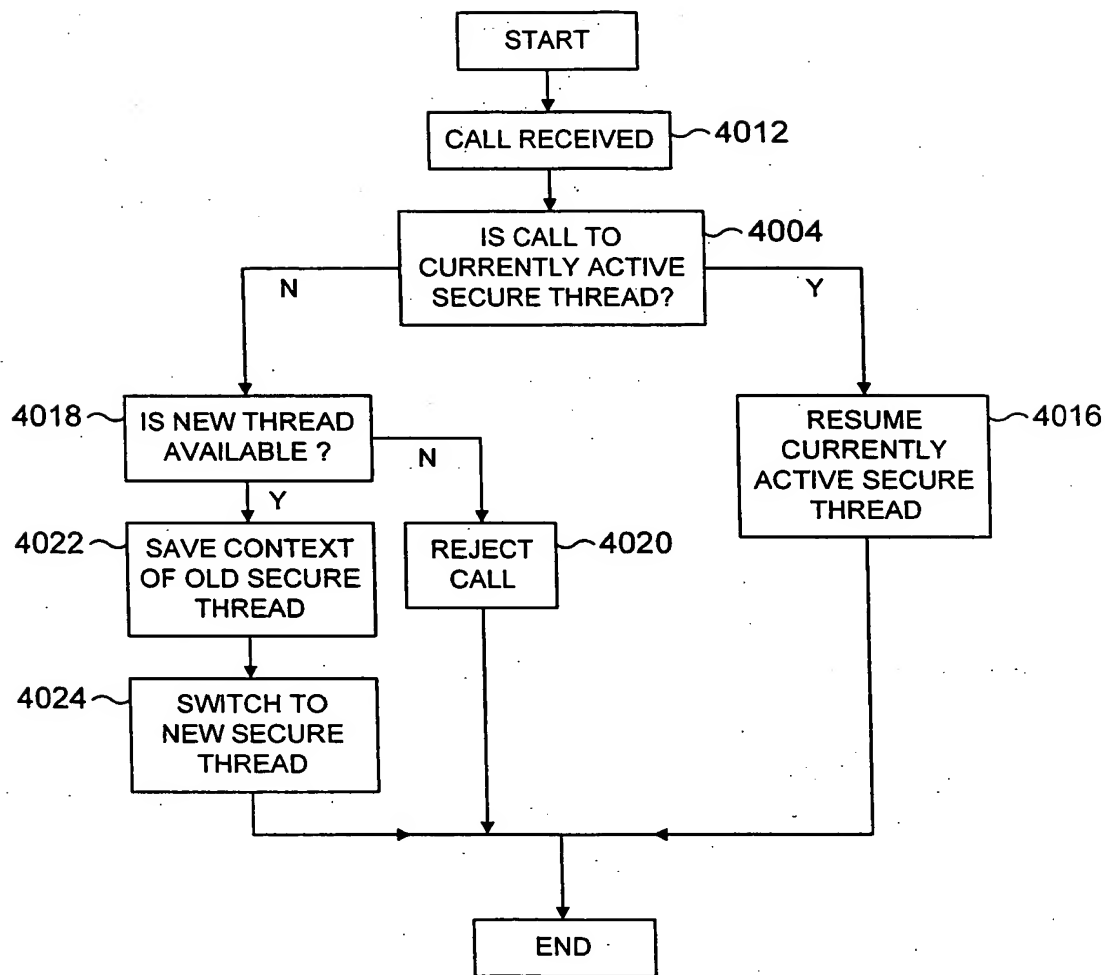 START
CALL RECEIVED
4012
IS CALL TO
CURRENTLY ACTIVE
SECURE THREAD?
4004
N
Y
4018
IS NEW THREAD
AVAILABLE ?
N
Y
RESUME
CURRENTLY
ACTIVE SECURE
THREAD
4016
4022
SAVE CONTEXT
OF OLD SECURE
THREAD
REJECT
CALL
4020
4024
SWITCH TO
NEW SECURE
THREAD
END